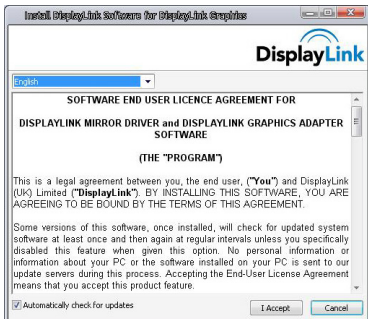 Install DisplayLink Software for DisplayLink Graphics
DisplayLink
English
SOFTWARE END USER LICENCE AGREEMENT FOR
DISPLAYLINK MIRROR DRIVER and DISPLAYLINK GRAPHICS ADAPTER
SOFTWARE
(THE "PROGRAM")
This is a legal agreement between you, the end user, ("You") and DisplayLink
(UK) Limited ("DisplayLink"). BY INSTALLING THIS SOFTWARE, YOU ARE
AGREEING TO BE BOUND BY THE TERMS OF THIS AGREEMENT.
Some versions of this software, once installed, will check for updated system
software at least once and then again at regular intervals unless you specifically
disabled this feature when given this option. No personal information or
information about your PC or the software installed on your PC is sent to our
update servers during this process. Accepting the End-User License Agreement
means that you accept this product feature.
Automatically check for updates
I Accept
Cancel